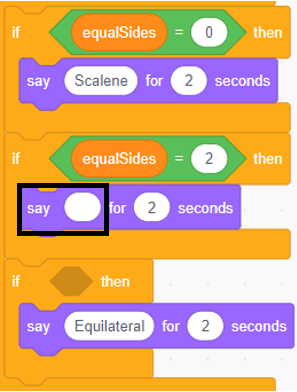 if equalSides = 0 then
say Scalene for 2 seconds
if equalSides = 2 then
say for 2 seconds
if then
say Equilateral for 2 seconds